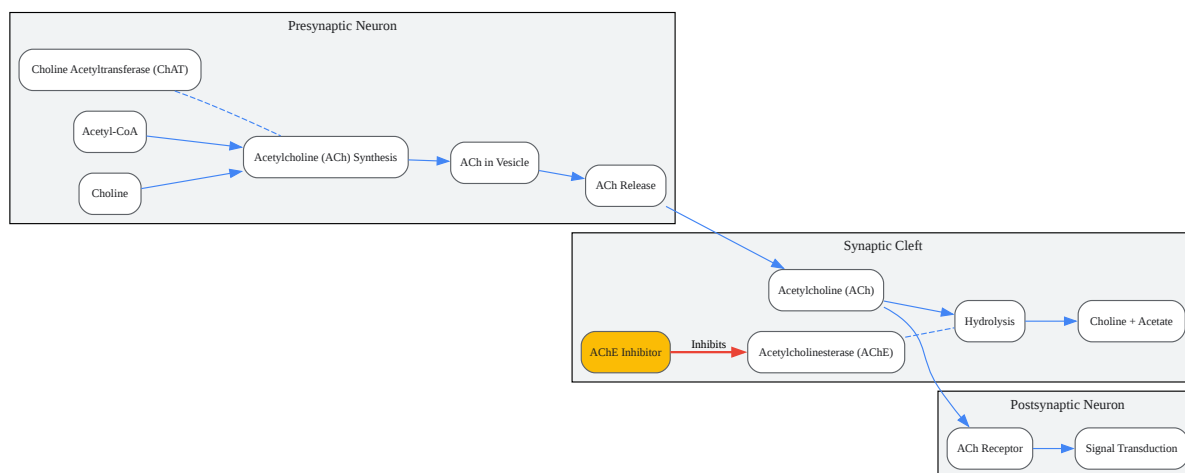 Presynaptic Neuron
Choline Acetyltransferase (ChAT)
Acetyl-CoA
Choline
Acetylcholine (ACh) Synthesis
ACh in Vesicle
ACh Release
Synaptic Cleft
Acetylcholine (ACh)
Hydrolysis
Choline + Acetate
AChE Inhibitor
Inhibits
Acetylcholinesterase (AChE)
Postsynaptic Neuron
ACh Receptor
Signal Transduction